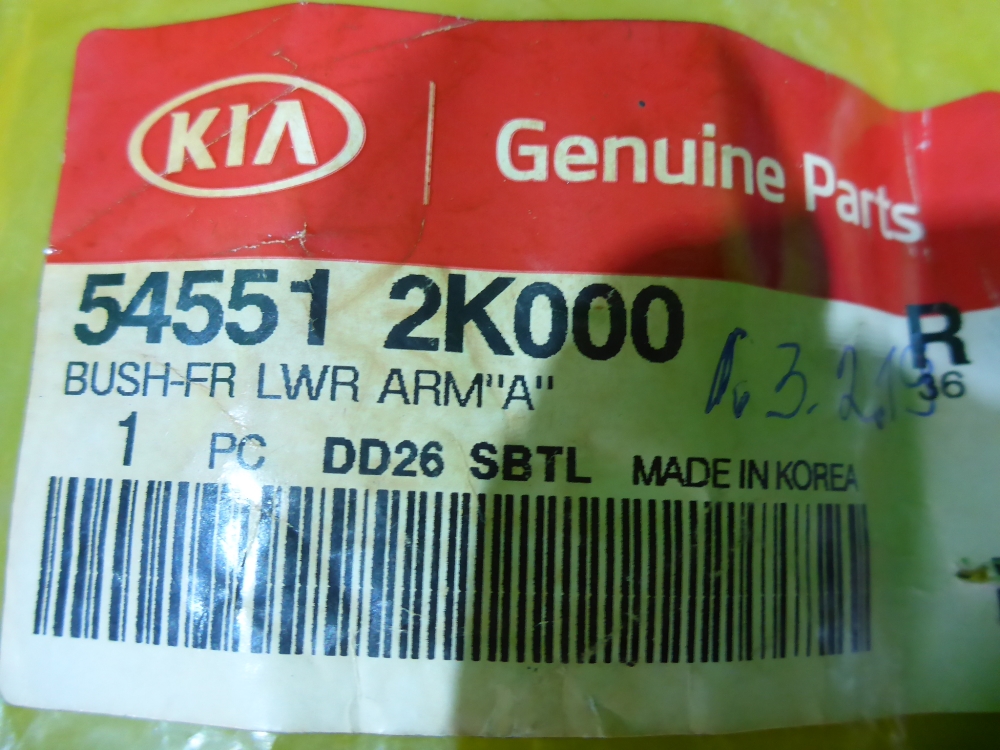 KIA
Genuine Parts
54551 2K000
R
36
BUSH-FR LWR ARM"A"
1 PC DD26 SBTL MADE IN KOREA